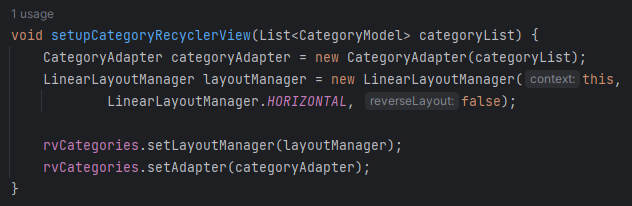 1 usage
void setupCategoryRecyclerView(List<CategoryModel> categoryList) {
CategoryAdapter categoryAdapter = new CategoryAdapter(categoryList);
LinearLayoutManager layoutManager = new LinearLayoutManager( context: this,
LinearLayoutManager.HORIZONTAL, reverseLayout: false);
rvCategories.setLayoutManager(layoutManager);
rvCategories.setAdapter(categoryAdapter);
}